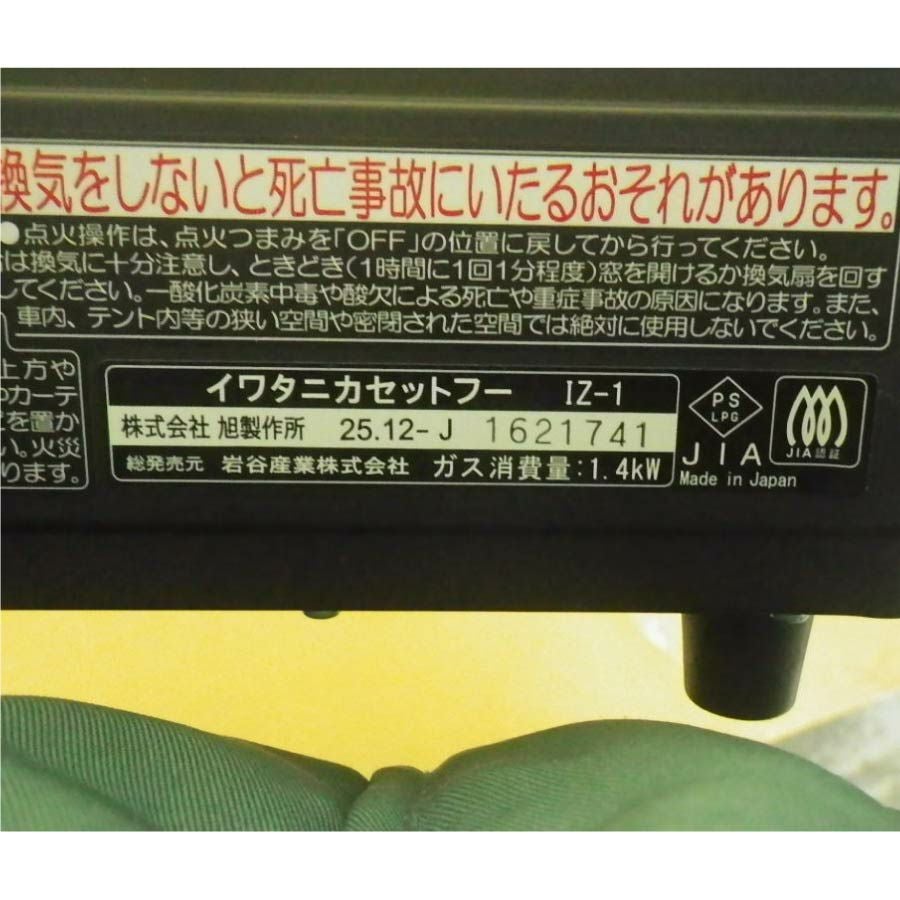 換気をしないと死亡事故にいたるおそれがあります。
●点火操作は、点火つまみを「OFF」の位置に戻してから行ってください。
は換気に十分注意し、ときどき(1時間に1回1分程度)窓を開けるか換気扇を回す
してください。一酸化炭素中毒や酸欠による死亡や重症事故の原因になります。また、
車内、テント内等の狭い空間や密閉された空間では絶対に使用しないでください。
上方や
カーテ
を置か
い。火災
ります。
イワタニカセットフー IZ-1
株式会社 旭製作所 25.12-J 1621741
総発売元 岩谷産業株式会社 ガス消費量:1.4kW
PS
LPG
JIA
Made in Japan
JIA認証